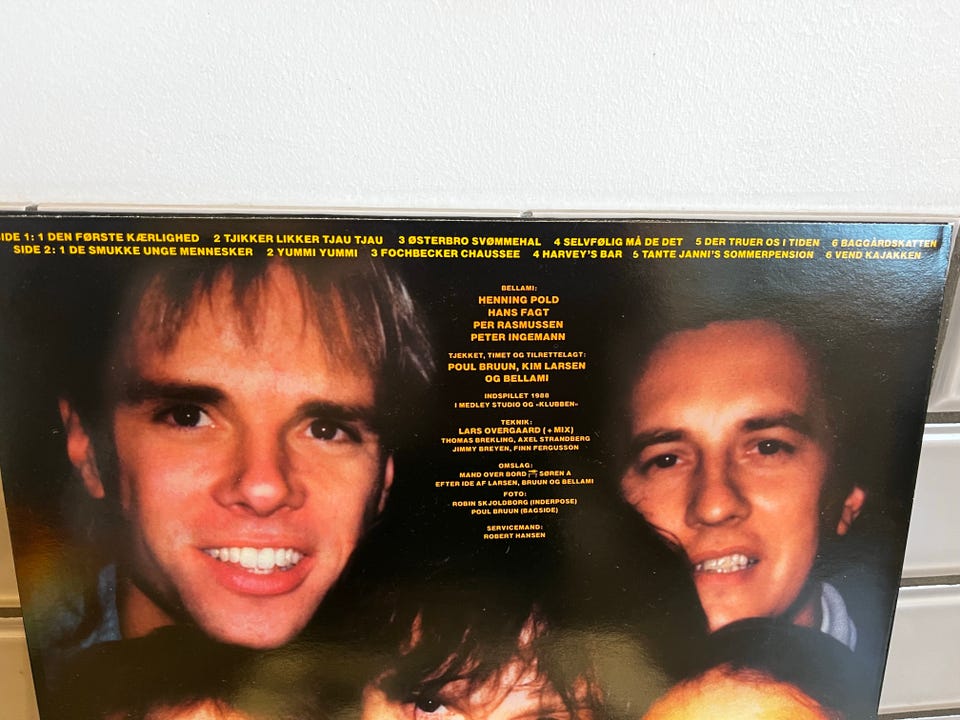 SIDE 1: 1 DEN FØRSTE KÆRLIGHED 2 TJIKKER LIKKER TJAU TJAU 3 ØSTERBRO SVØMMEHAL 4 SELVFØLIG MÅ DE DET 5 DER TRUER OS I TIDEN 6 BAGGÅRDSKATTEN
SIDE 2: 1 DE SMUKKE UNGE MENNESKER 2 YUMMI YUMMI 3 FOCHBECKER CHAUSSEE 4 HARVEY'S BAR 5 TANTE JANNI'S SOMMERPENSION 6 VEND KAJAKKEN
BELLAMI:
HENNING POLD
HANS FAGT
PER RASMUSSEN
PETER INGEMANN
TJEKKET, TIMET OG TILRETTELAGT:
POUL BRUUN, KIM LARSEN
OG BELLAMI
INDSPILLET 1988
I MEDLEY STUDIO OG «KLUBBEN»
TEKNIK:
LARS OVERGAARD (+ MIX)
THOMAS BREKLING, AXEL STRANDBERG
JIMMY BREYEN, FINN FERGUSSON
OMSLAG:
MAND OVER BORD SØREN A
EFTER IDE AF LARSEN, BRUUN OG BELLAMI
FOTO:
ROBIN SKJOLDBORG (INDERPOSE)
POUL BRUUN (BAGSIDE)
SERVICEMAND:
ROBERT HANSEN